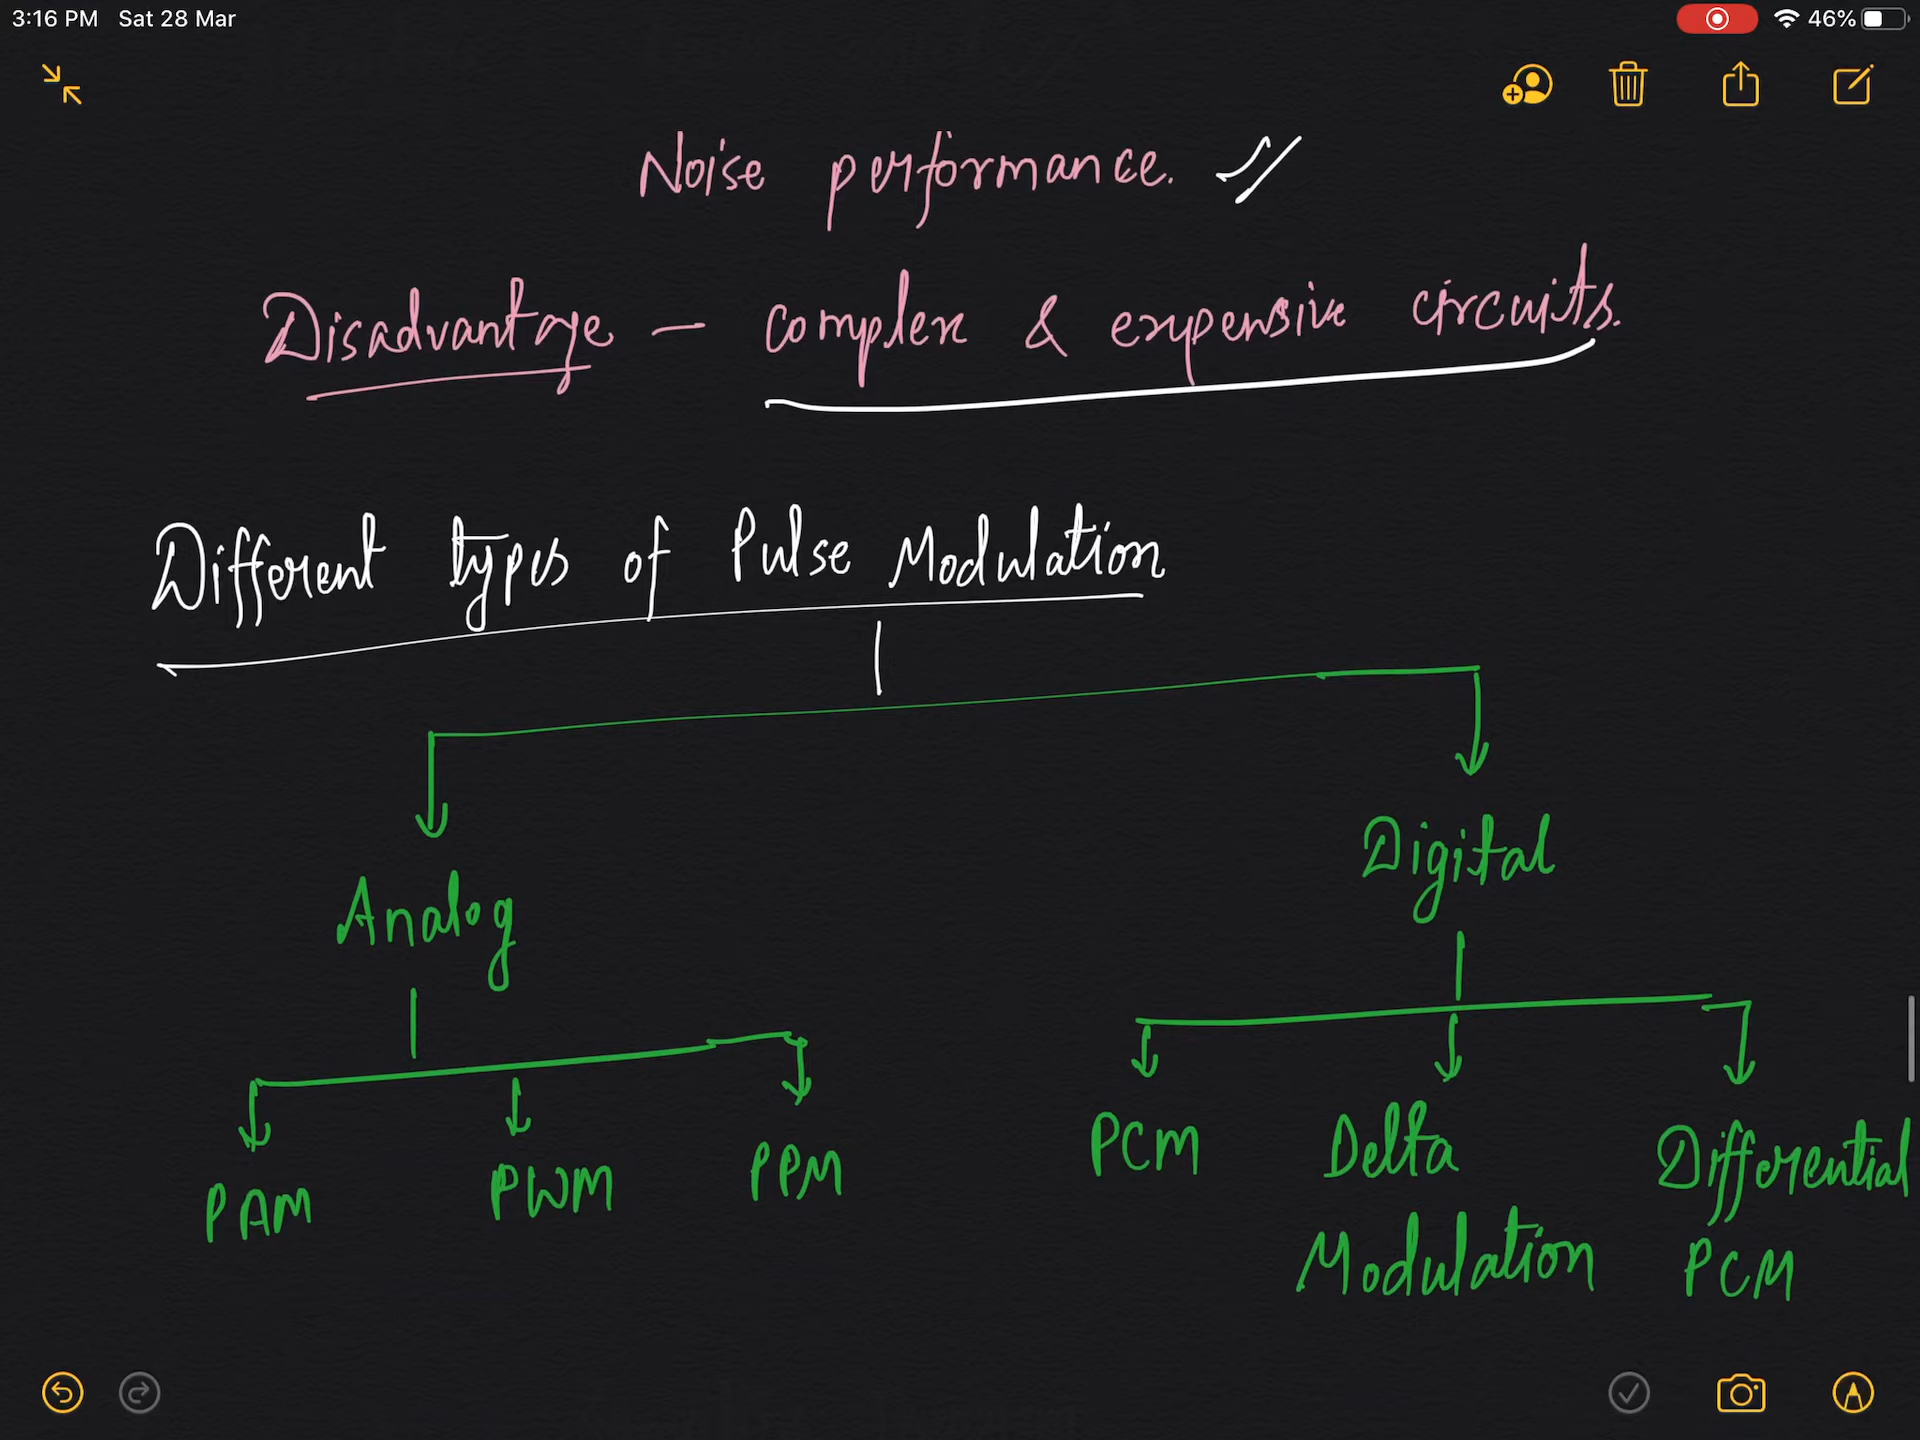 3:16 PM Sat 28 Mar 46%
Noise performance.
Disadvantage - complex & expensive circuits.
Different types of Pulse Modulation
Analog Digital
PAM PWM PPM PCM Delta Modulation Differential PCM